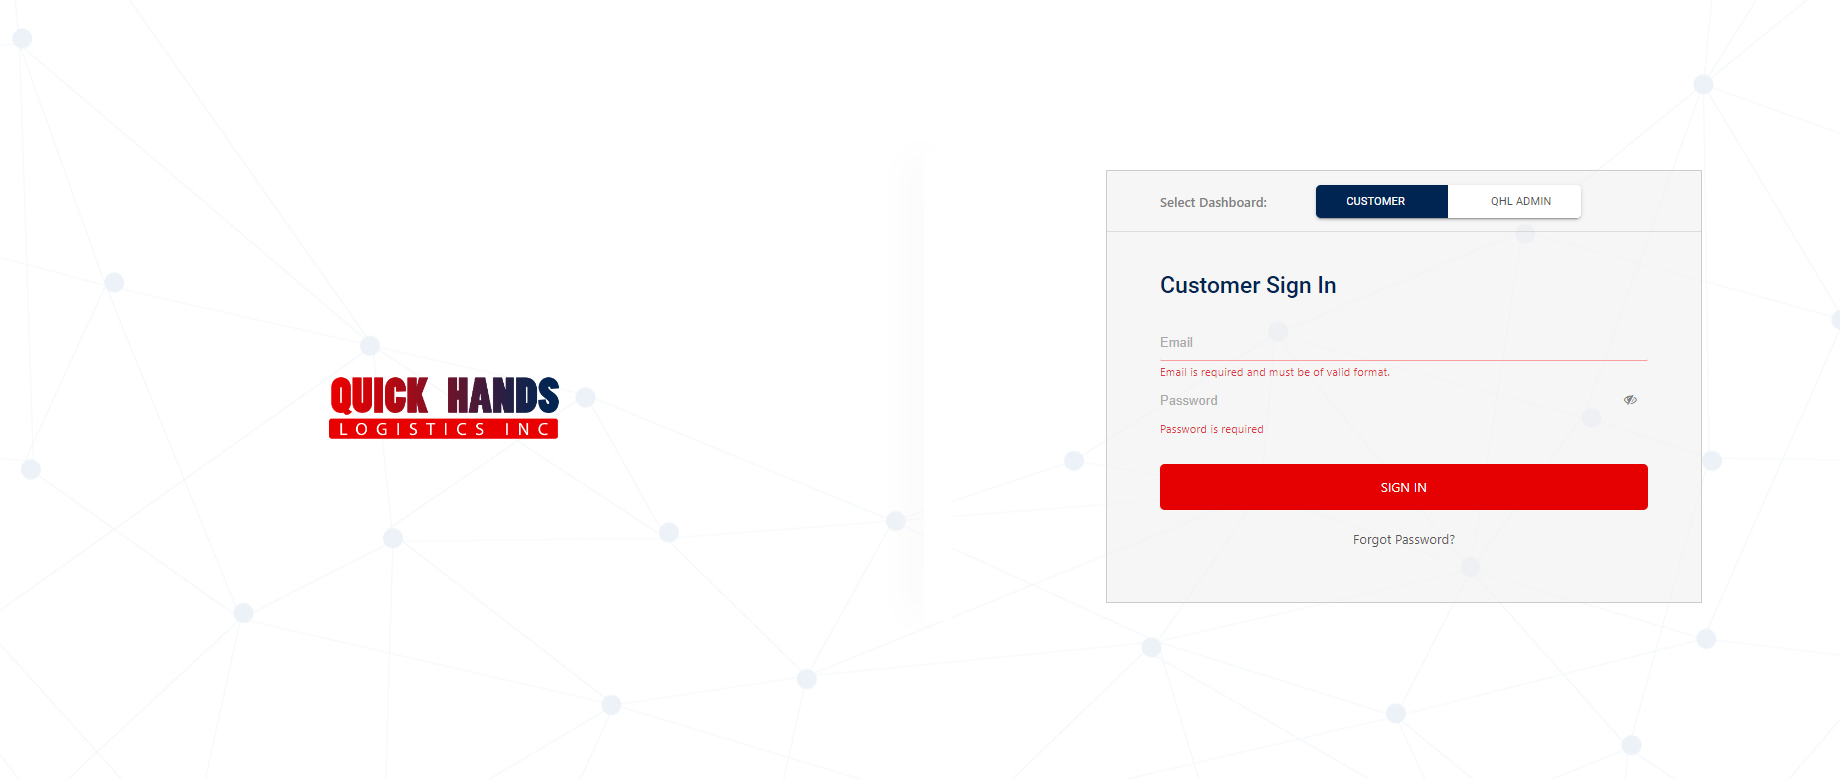 QUICK HANDS
LOGISTICS INC
Select Dashboard:
CUSTOMER
QHL ADMIN
Customer Sign In
Email
Email is required and must be of valid format.
Password
Password is required
SIGN IN
Forgot Password?